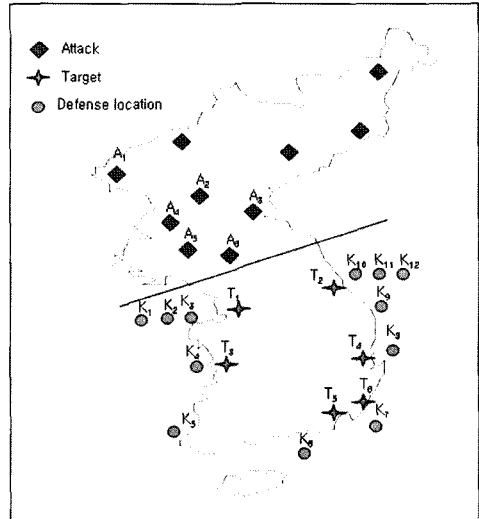 Attack
Target
Defense location
A1
A2
A3
A4
A5
A6
T1
T2
K10 K11 K12
K1 K2 K3
K9
K4 T3
T4 K8
K5
T5 T6
K7
K6